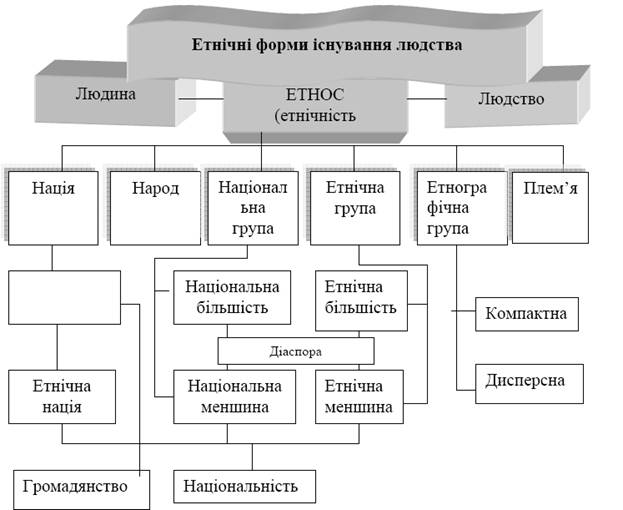 Етнічні форми існування людства
Людина
ЕТНОС
(етнічність
Людство
Нація
Народ
Національ
ьна
група
Етнічна
група
Етногра
фічна
група
Плем’я
Національна
більшість
Етнічна
більшість
Компактна
Діаспора
Етнічна
нація
Національна
меншина
Етнічна
меншина
Дисперсна
Громадянство
Національність